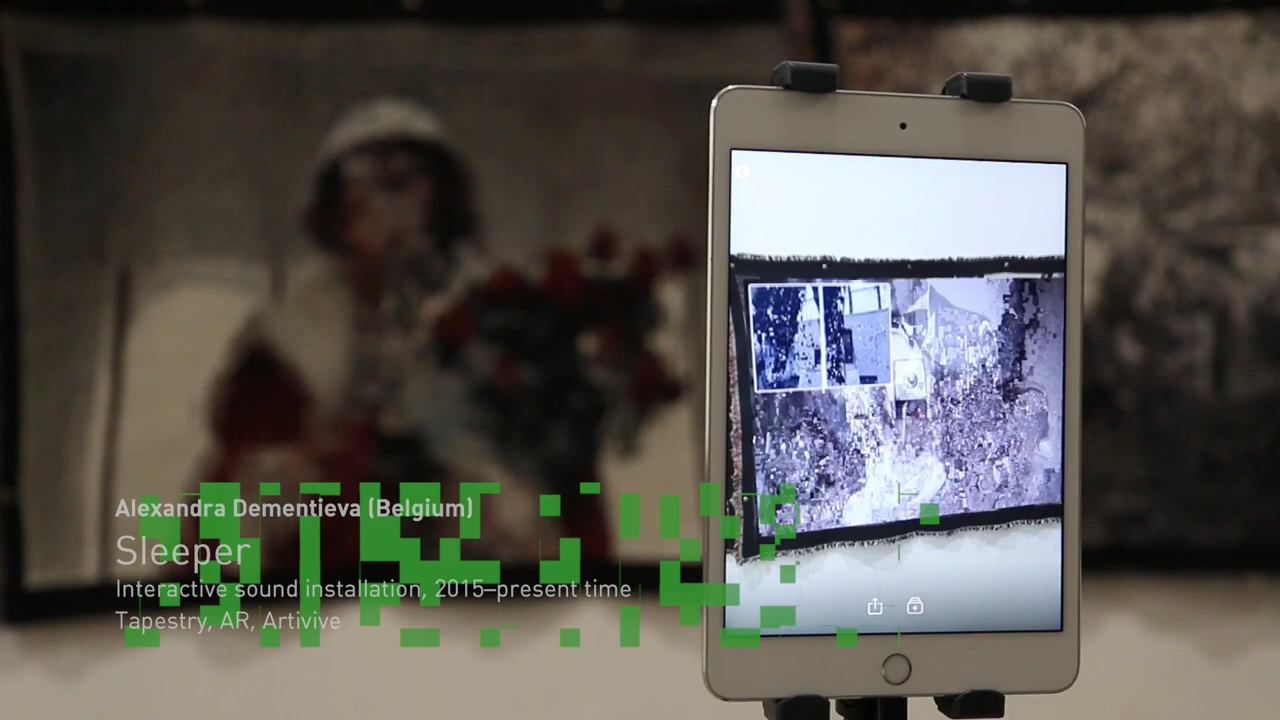 Alexandra Dementieva (Belgium)
Sleeper
Interactive sound installation, 2015–present time
Tapestry, AR, Artivive